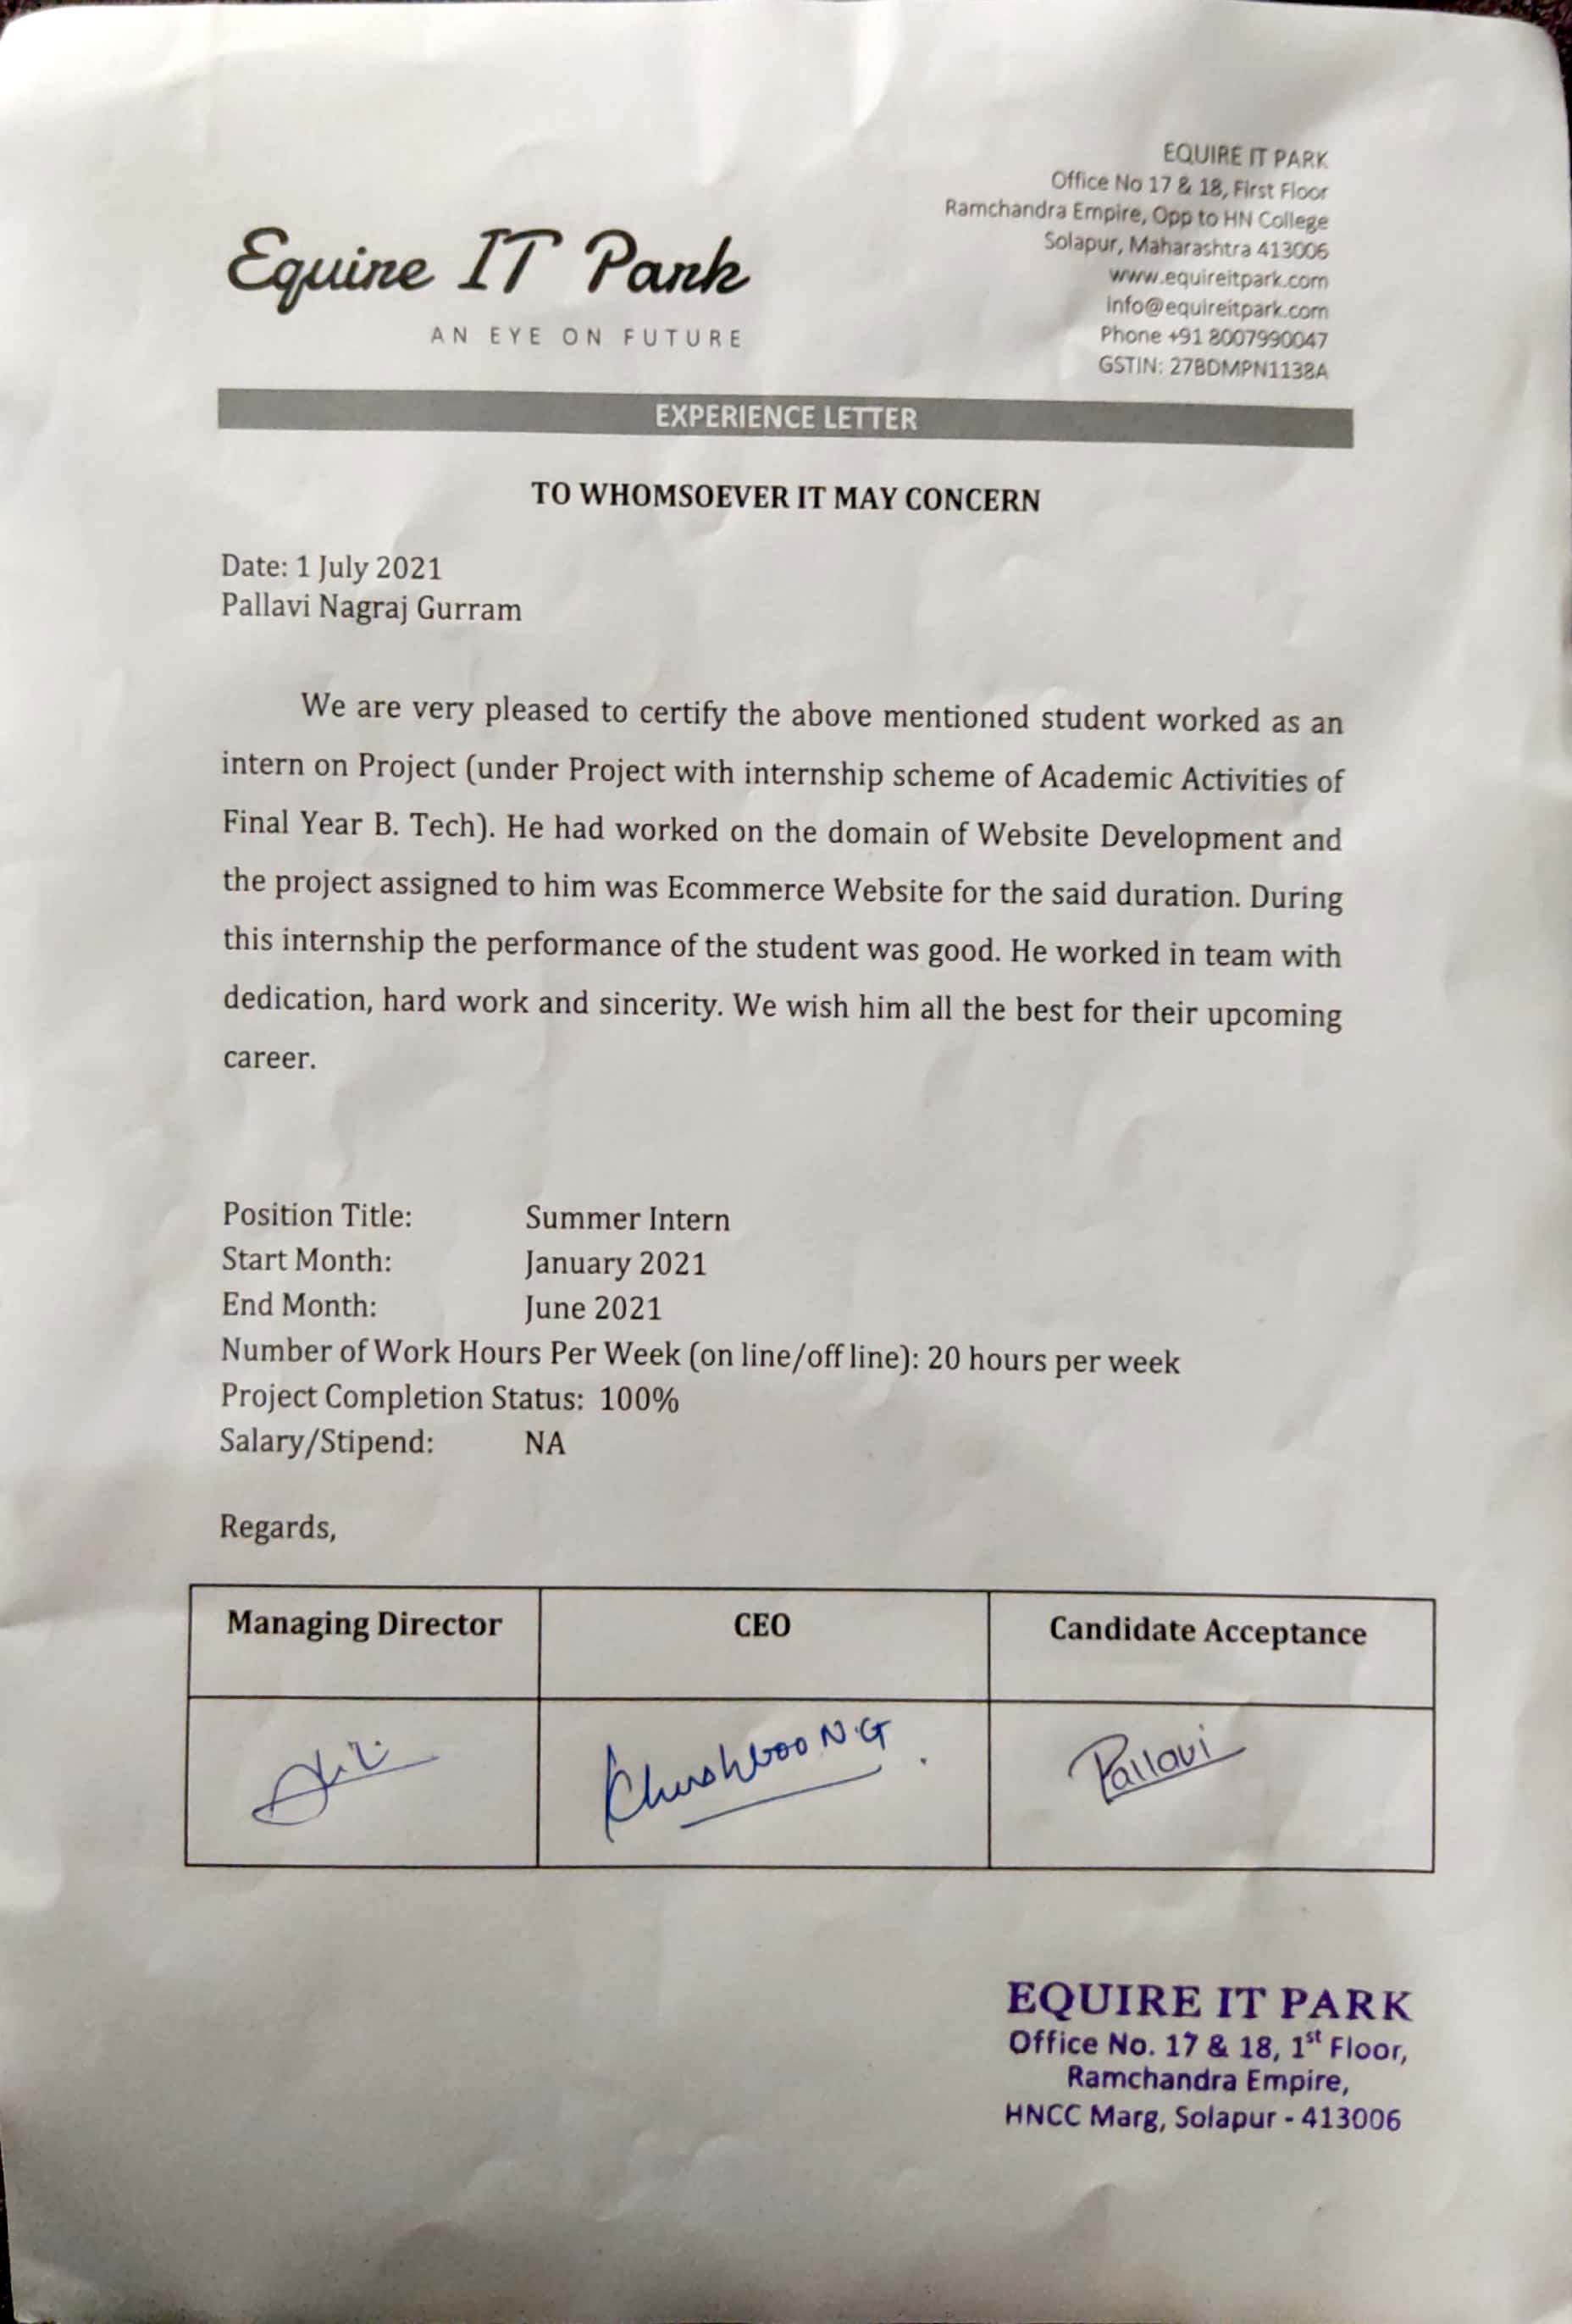 Equire IT Park
AN EYE ON FUTURE
EQUIRE IT PARK
Office No 17 & 18, First Floor
Ramchandra Empire, Opp to HN College
Solapur, Maharashtra 413006
www.equireitpark.com
info@equireitpark.com
Phone +91 8007990047
GSTIN: 27BDMPN1138A
EXPERIENCE LETTER
TO WHOMSOEVER IT MAY CONCERN
Date: 1 July 2021
Pallavi Nagraj Gurram
We are very pleased to certify the above mentioned student worked as an
intern on Project (under Project with internship scheme of Academic Activities of
Final Year B. Tech). He had worked on the domain of Website Development and
the project assigned to him was Ecommerce Website for the said duration. During
this internship the performance of the student was good. He worked in team with
dedication, hard work and sincerity. We wish him all the best for their upcoming
career.
Position Title: Summer Intern
Start Month: January 2021
End Month: June 2021
Number of Work Hours Per Week (on line/off line): 20 hours per week
Project Completion Status: 100%
Salary/Stipend: NA
Regards,
Managing Director CEO Candidate Acceptance
Khushboo N.G Pallavi
EQUIRE IT PARK
Office No. 17 & 18, 1st Floor,
Ramchandra Empire,
HNCC Marg, Solapur - 413006